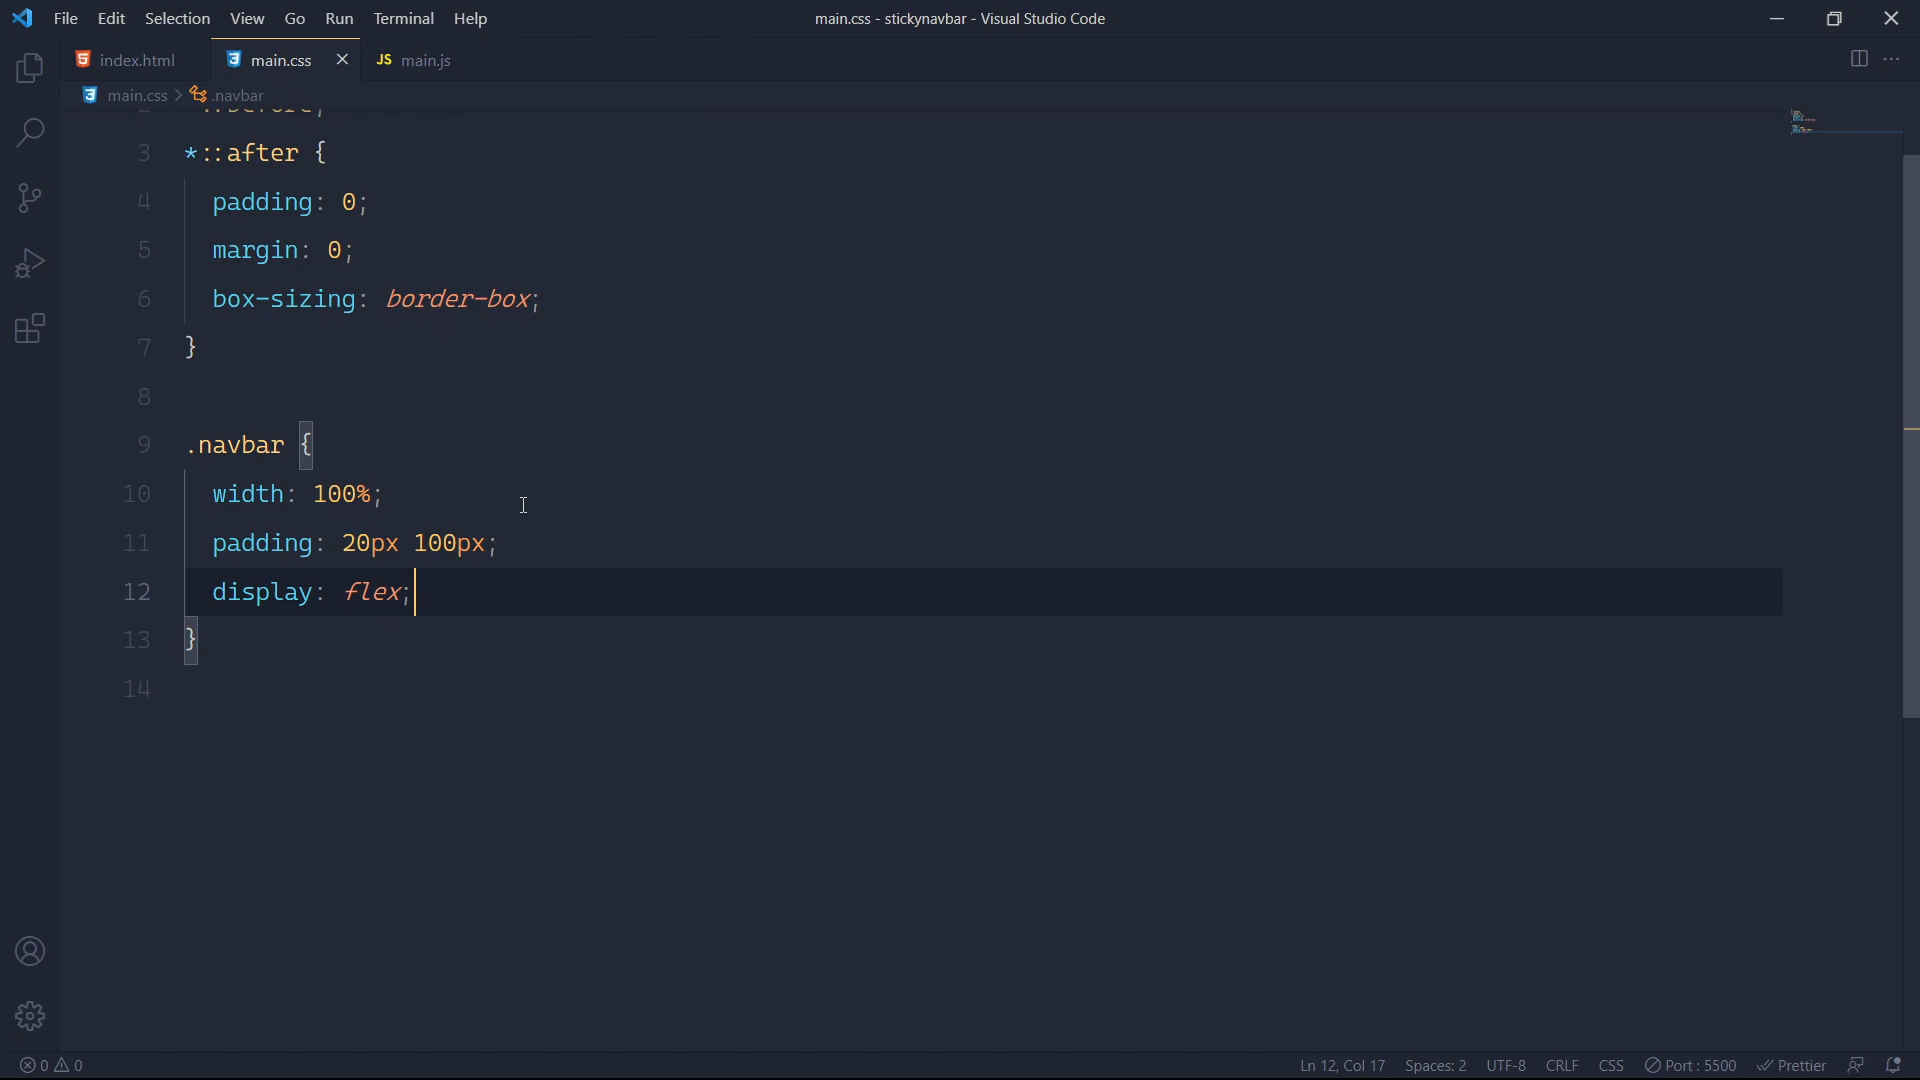 File Edit Selection View Go Run Terminal Help
main.css - stickynavbar - Visual Studio Code
index.html main.css main.js
main.css > .navbar
3 *::after {
4 padding: 0;
5 margin: 0;
6 box-sizing: border-box;
7 }
8
9 .navbar {
10 width: 100%;
11 padding: 20px 100px;
12 display: flex;
13 }
14
0 0 Ln 12, Col 17 Spaces: 2 UTF-8 CRLF CSS Port : 5500 Prettier